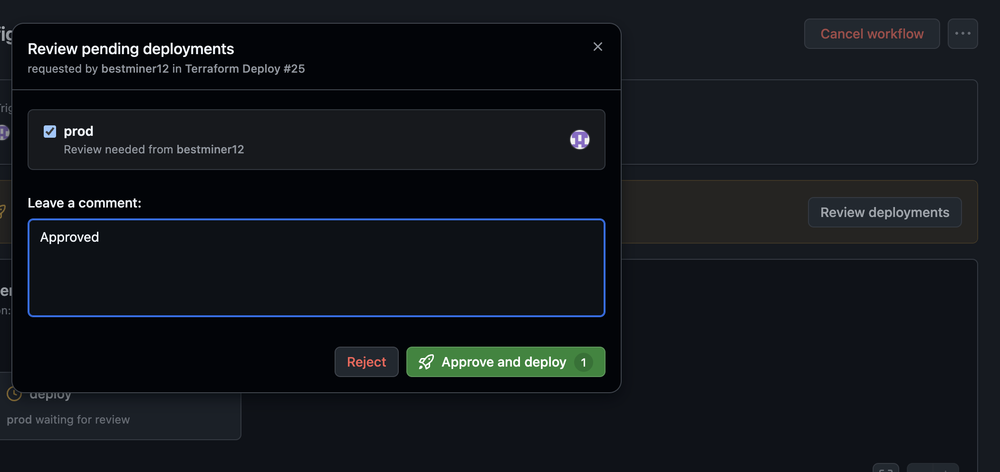 Cancel workflow
Review pending deployments
requested by bestminer12 in Terraform Deploy #25
prod
Review needed from bestminer12
Leave a comment:
Review deployments
Approved
Reject
Approve and deploy 1
deploy
prod waiting for review